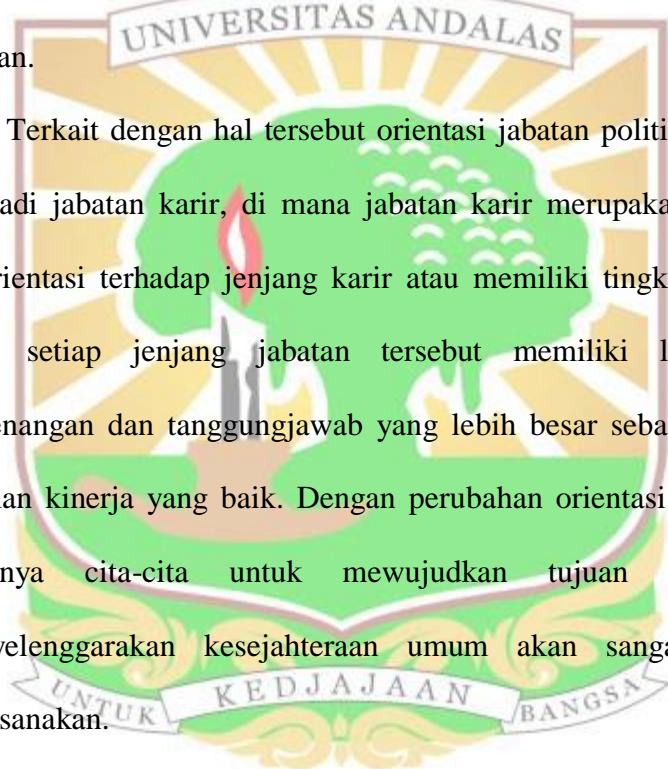 UNIVERSITAS ANDALAS
an.
Terkait dengan hal tersebut orientasi jabatan politi
adi jabatan karir, di mana jabatan karir merupaka
rientasi terhadap jenjang karir atau memiliki tingk
setiap jenjang jabatan tersebut memiliki l
enangan dan tanggungjawab yang lebih besar seba
an kinerja yang baik. Dengan perubahan orientasi
nya cita-cita untuk mewujudkan tujuan
yelenggarakan kesejahteraan umum akan sanga
sanakan.
UNTUK KEDJAJAAN BANGSA